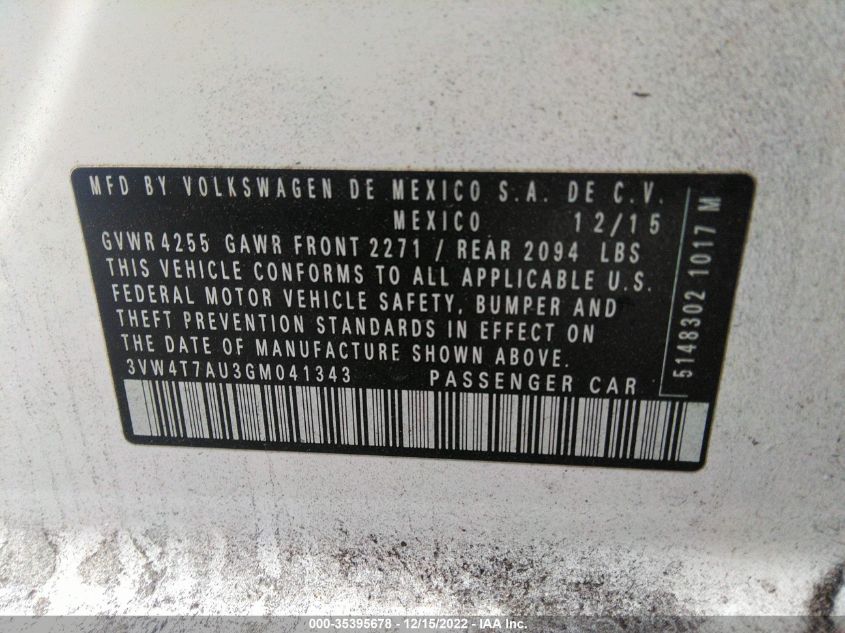 MFD BY VOLKSWAGEN DE MEXICO S.A. DE C.V.
MEXICO 12/15
GVWR 4255 GAWR FRONT 2271 / REAR 2094 LBS
THIS VEHICLE CONFORMS TO ALL APPLICABLE U.S.
FEDERAL MOTOR VEHICLE SAFETY, BUMPER AND
THEFT PREVENTION STANDARDS IN EFFECT ON
THE DATE OF MANUFACTURE SHOWN ABOVE.
3VW4T7AU3GM041343 PASSENGER CAR
5148302 1017 M
000-35395678 - 12/15/2022 - IAA Inc.